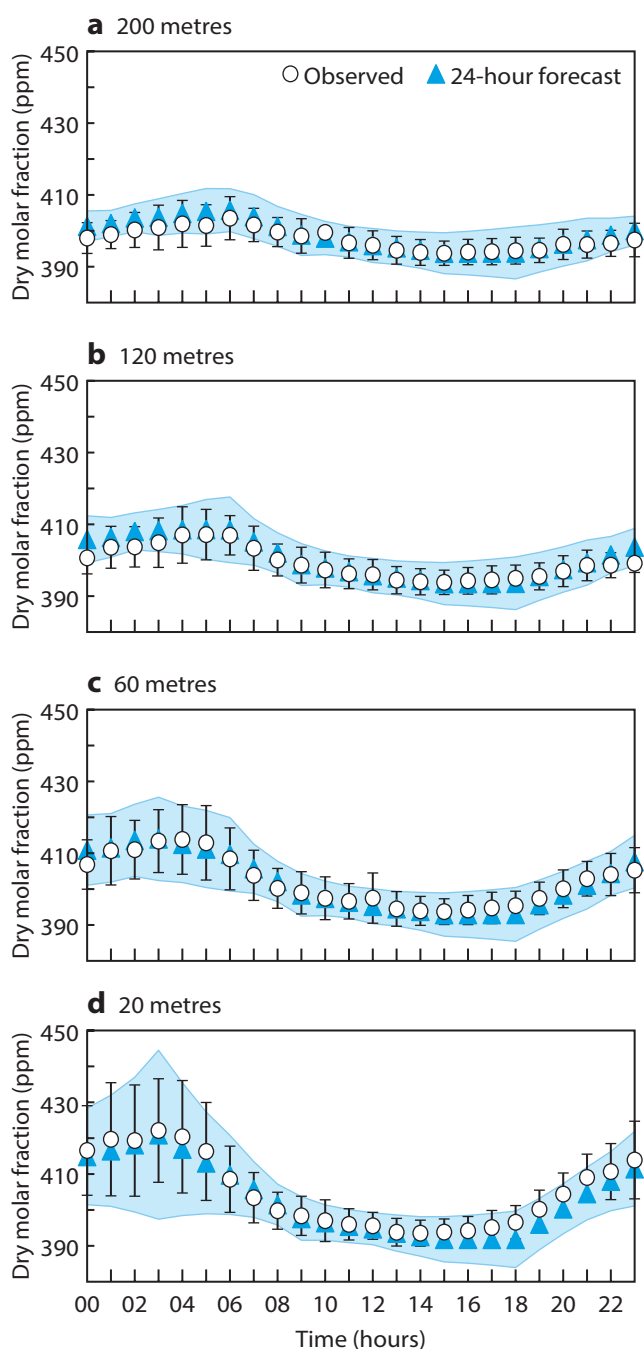 a 200 metres
450
Observed 24-hour forecast
430
410
390
Dry molar fraction (ppm)
b 120 metres
450
430
410
390
Dry molar fraction (ppm)
c 60 metres
450
430
410
390
Dry molar fraction (ppm)
d 20 metres
450
430
410
390
Dry molar fraction (ppm)
00 02 04 06 08 10 12 14 16 18 20 22
Time (hours)